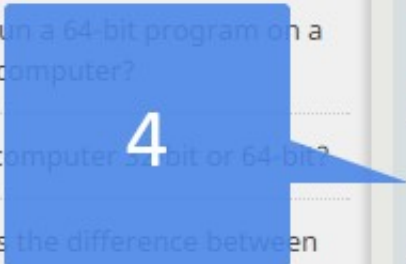 un a 64-bit program on a
computer?
4
computer 32-bit or 64-bit?
s the difference between